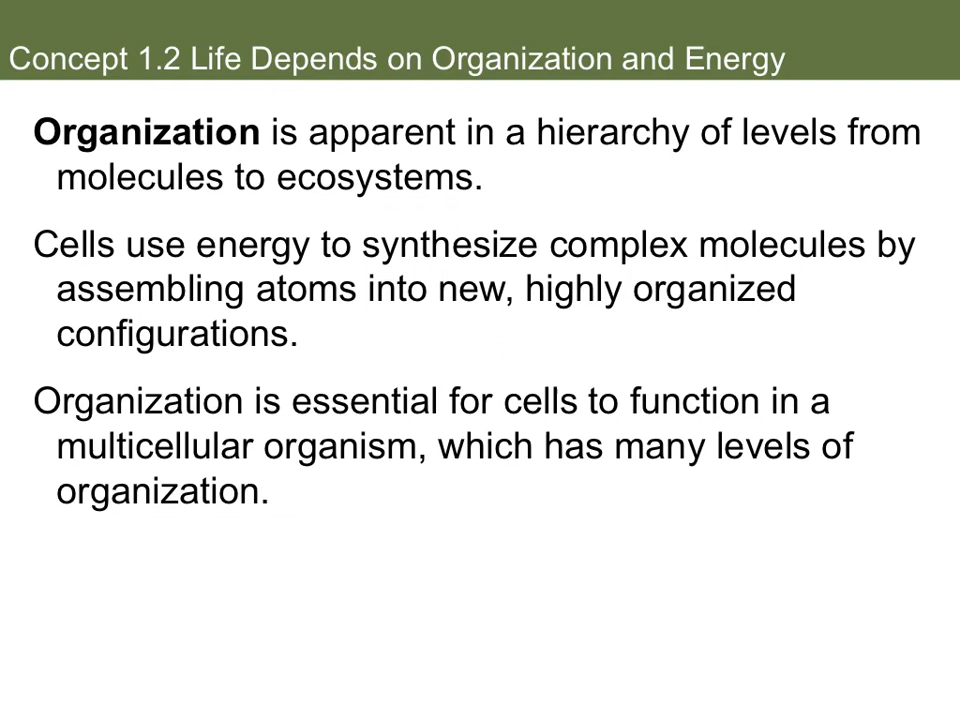 Concept 1.2 Life Depends on Organization and Energy
Organization is apparent in a hierarchy of levels from
molecules to ecosystems.
Cells use energy to synthesize complex molecules by
assembling atoms into new, highly organized
configurations.
Organization is essential for cells to function in a
multicellular organism, which has many levels of
organization.